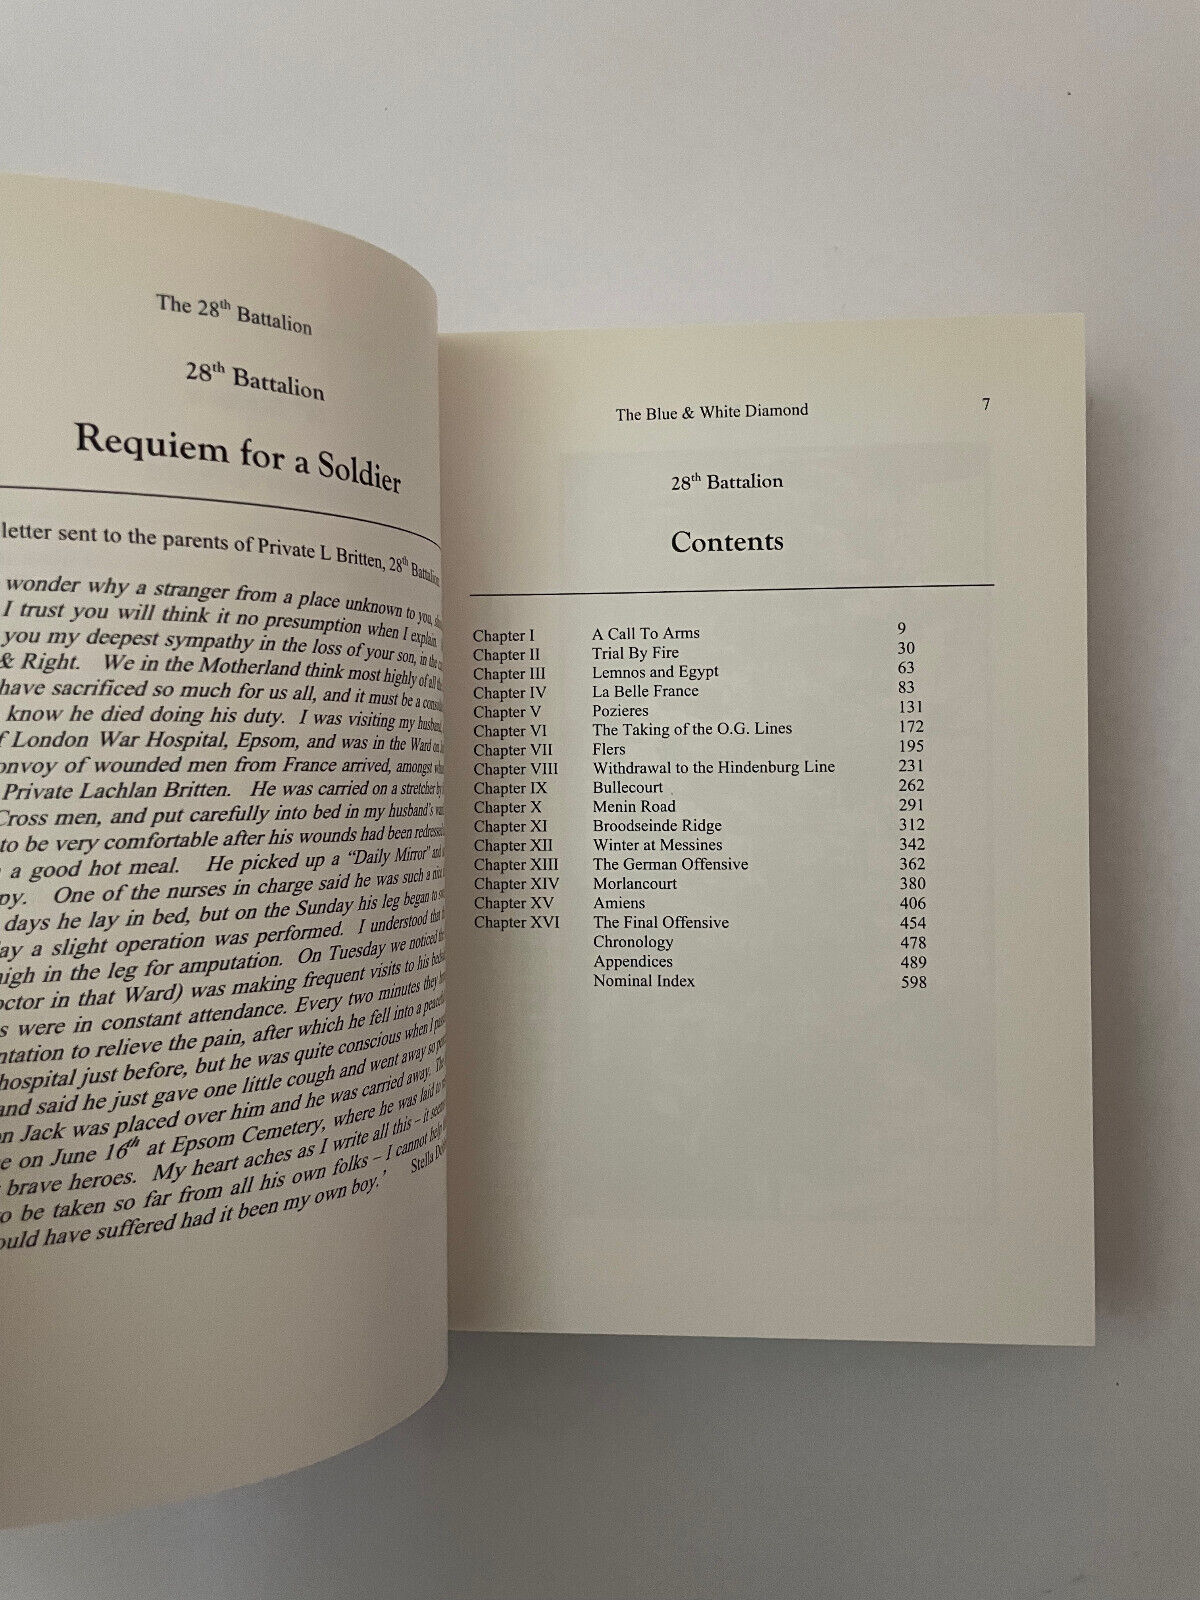 The 28th Battalion
28th Battalion
Requiem for a Soldier
letter sent to the parents of Private L Britten, 28th Battalion
wonder why a stranger from a place unknown to you,
I trust you will think it no presumption when I explain.
you my deepest sympathy in the loss of your son, in the
& Right. We in the Motherland think most highly of all
have sacrificed so much for us all, and it must be a
know he died doing his duty. I was visiting my husband,
London War Hospital, Epsom, and was in the Ward on
of wounded men from France arrived, amongst
Private Lachlan Britten. He was carried on a stretcher by
Cross men, and put carefully into bed in my husband's
to be very comfortable after his wounds had been redressed
a good hot meal. He picked up a "Daily Mirror" and
One of the nurses in charge said he was such a
days he lay in bed, but on the Sunday his leg began to
a slight operation was performed. I understood that
in the leg for amputation. On Tuesday we noticed
in that Ward) was making frequent visits to his
were in constant attendance. Every two minutes they
to relieve the pain, after which he fell into a
hospital just before, but he was quite conscious when I
and said he just gave one little cough and went away so
Jack was placed over him and he was carried away.
on June 16th at Epsom Cemetery, where he was laid to
brave heroes. My heart aches as I write all this – it
to be taken so far from all his own folks – I cannot help
have suffered had it been my own boy.' Stella
The Blue & White Diamond 7
28th Battalion
Contents
Chapter I A Call To Arms 9
Chapter II Trial By Fire 30
Chapter III Lemnos and Egypt 63
Chapter IV La Belle France 83
Chapter V Pozieres 131
Chapter VI The Taking of the O.G. Lines 172
Chapter VII Flers 195
Chapter VIII Withdrawal to the Hindenburg Line 231
Chapter IX Bullecourt 262
Chapter X Menin Road 291
Chapter XI Broodseinde Ridge 312
Chapter XII Winter at Messines 342
Chapter XIII The German Offensive 362
Chapter XIV Morlancourt 380
Chapter XV Amiens 406
Chapter XVI The Final Offensive 454
Chronology 478
Appendices 489
Nominal Index 598